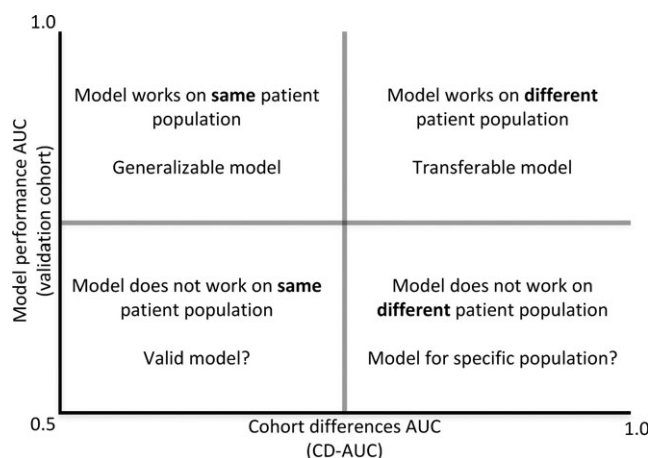 1.0
Model performance AUC
(validation cohort)
Model works on same patient
population
Generalizable model
Model works on different
patient population
Transferable model
Model does not work on same
patient population
Valid model?
Model does not work on
different patient population
Model for specific population?
0.5
Cohort differences AUC
(CD-AUC)
1.0